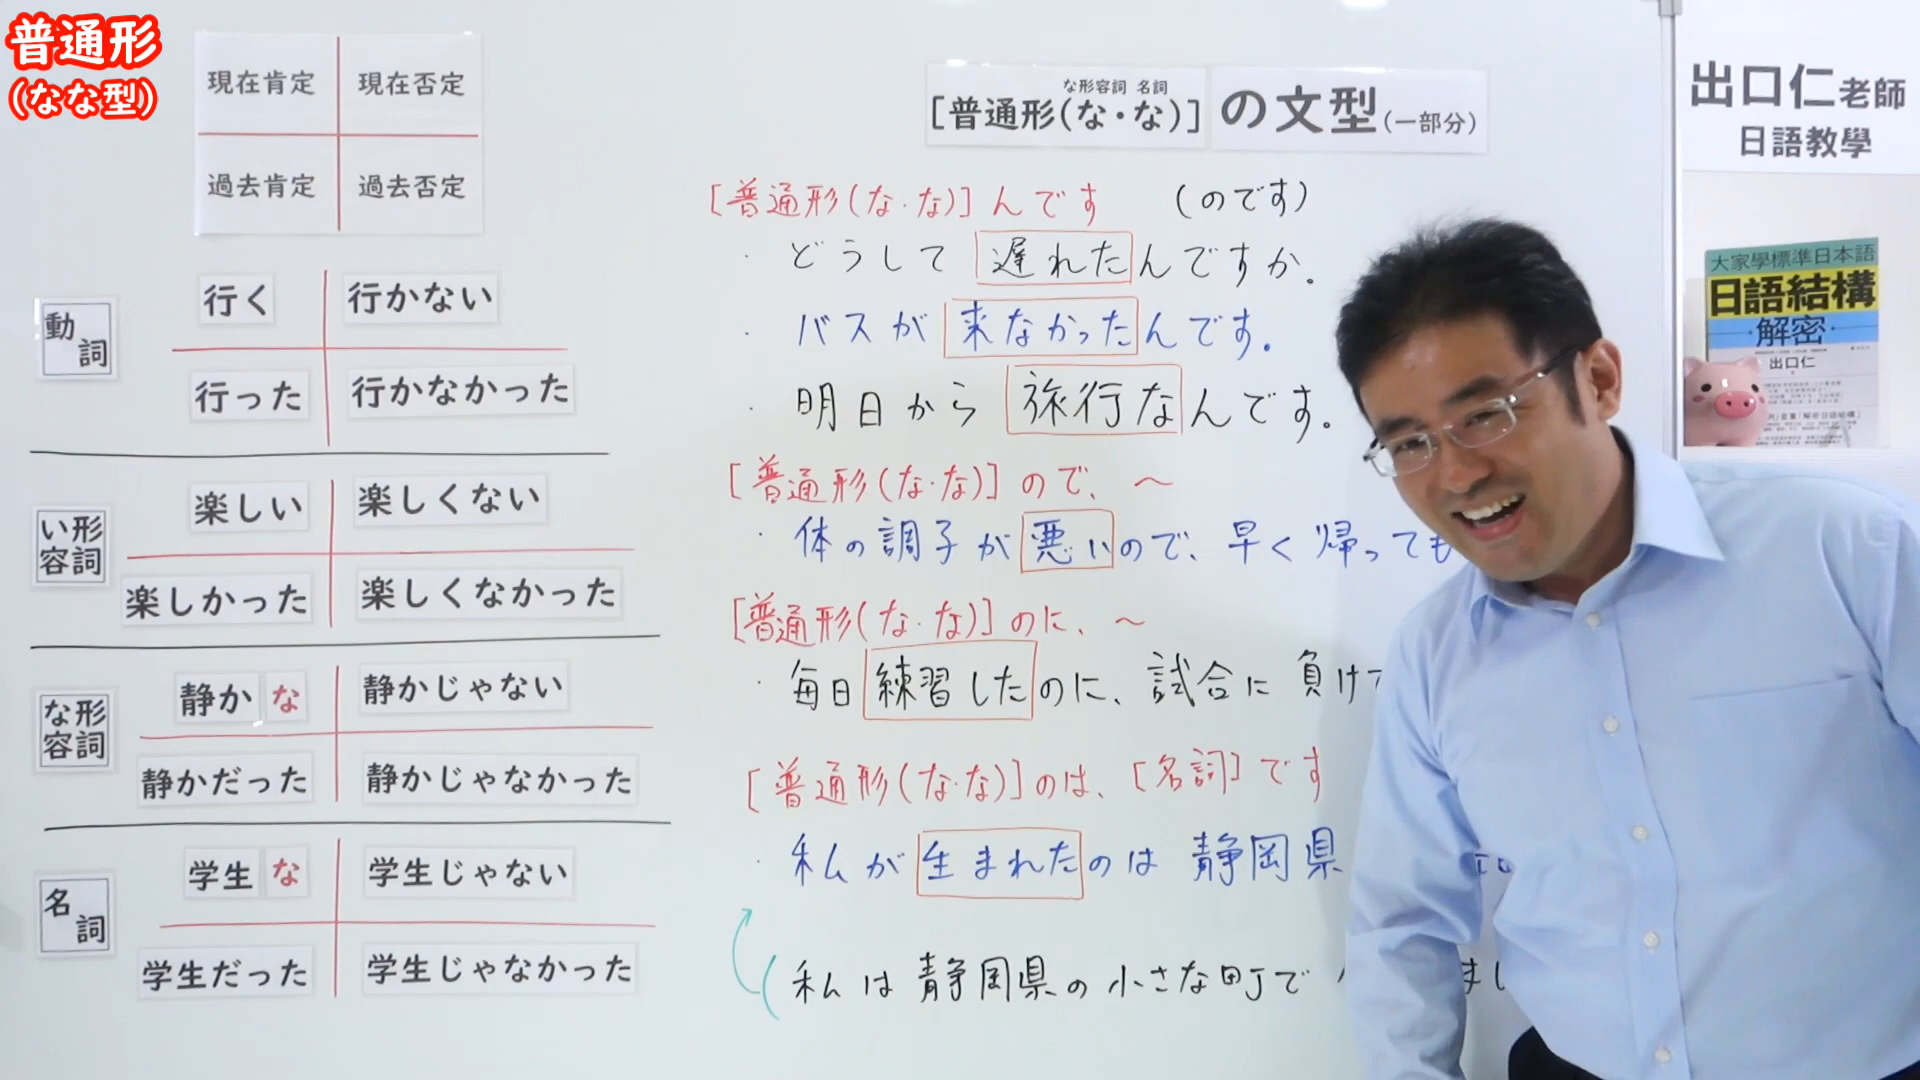 普通形
(なな型)
現在肯定 現在否定
過去肯定 過去否定
動詞
行く 行かない
行った 行かなかった
い形容詞
楽しい 楽しくない
楽しかった 楽しくなかった
な形容詞
静かな 静かじゃない
静かだった 静かじゃなかった
名詞
学生な 学生じゃない
学生だった 学生じゃなかった
な形容詞 名詞
[普通形(な・な)]の文型(一部分)
[普通形(な・な)]んです (のです)
・どうして遅れたんですか。
・バスが来なかったんです。
・明日から旅行なんです。
[普通形(な・な)]ので、～
・体の調子が悪いので、早く帰っても
[普通形(な・な)]のに、～
・毎日練習したのに、試合に負けて
[普通形(な・な)]のは、[名詞]です
・私が生まれたのは静岡県
(私は静岡県の小さな町で まし
出口仁老師
日語教學
大家學標準日本語
日語結構
・解密・
出口仁